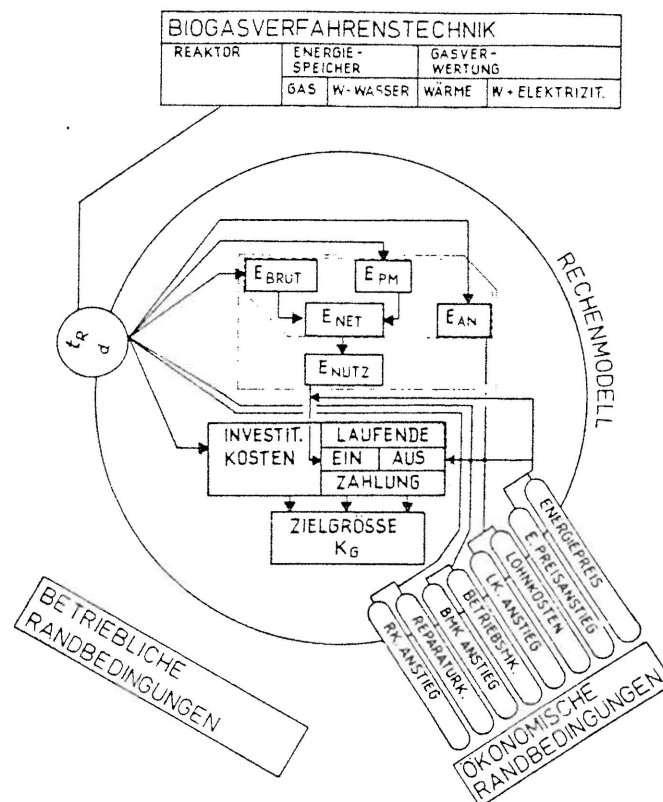 BIOGASVERFAHRENSTECHNIK
REAKTOR
ENERGIE-
SPEICHER
GASVER-
WERTUNG
GAS
W-WASSER
WÄRME
W+ELEKTRIZIT.
RECHENMODELL
E BRUT
E PM
E NET
E AN
E NUTZ
tR
d
INVESTIT.
KOSTEN
LAUFENDE
EIN
AUS
ZAHLUNG
ZIELGRÖSSE
KG
BETRIEBLICHE
RANDBEDINGUNGEN
RK. ANSTIEG
REPARATURK.
BMK ANSTIEG
BETRIEBSMK.
LK. ANSTIEG
LOHNKOSTEN
E. PREISANSTIEG
ENERGIEPREIS
ÖKONOMISCHE
RANDBEDINGUNGEN